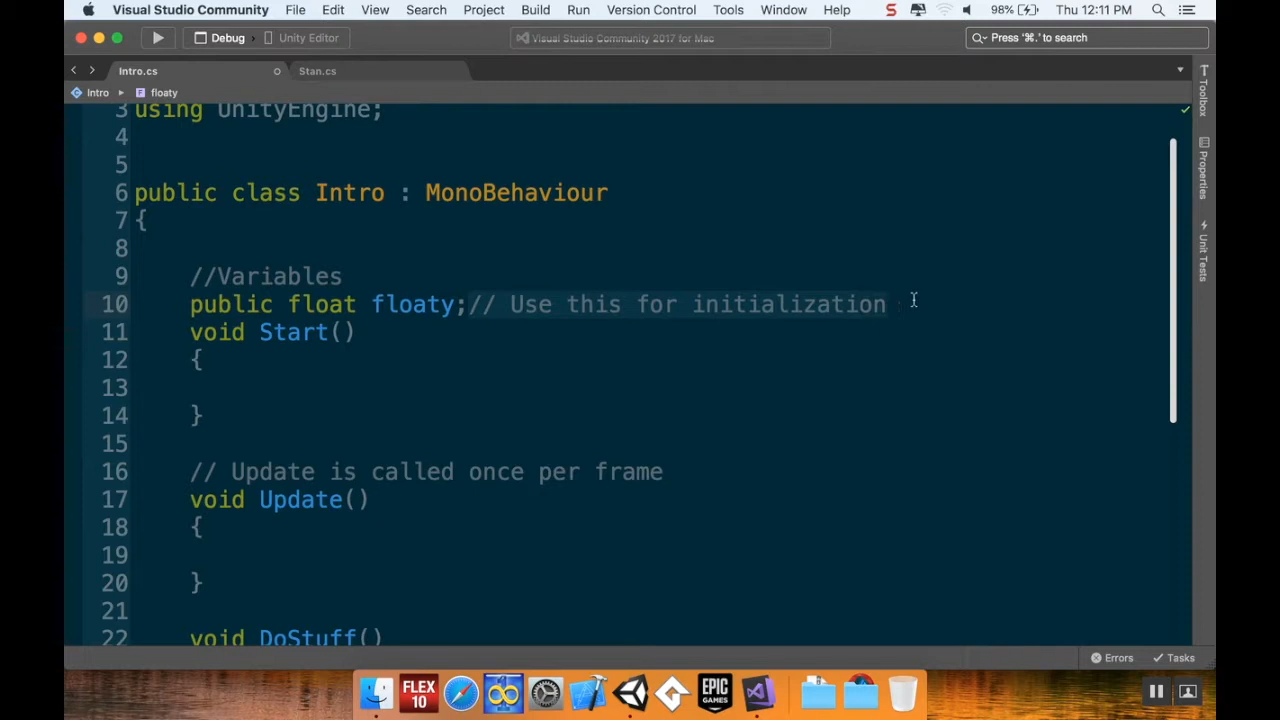 Visual Studio Community File Edit View Search Project Build Run Version Control Tools Window Help S 98% Thu 12:11 PM
Debug Unity Editor Visual Studio Community 2017 for Mac Press '⌘.' to search
Intro.cs Stan.cs
Intro floaty
3 using UnityEngine;
4
5
6 public class Intro : MonoBehaviour
7 {
8
9 //Variables
10 public float floaty;// Use this for initialization
11 void Start()
12 {
13
14 }
15
16 // Update is called once per frame
17 void Update()
18 {
19
20 }
21
22 void DoStuff()
Toolbox
Properties
Unit Tests
Errors Tasks
FLEX
10
EPIC
GAMES